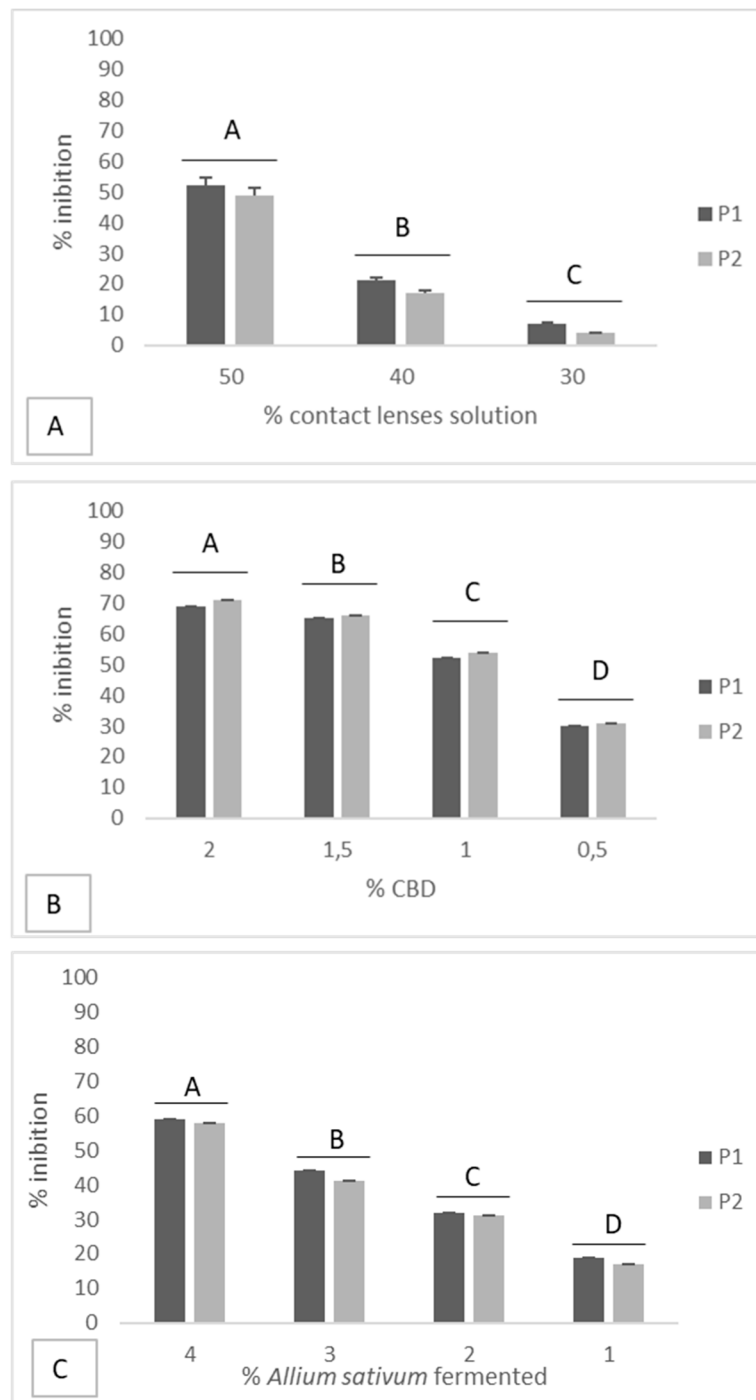 100
90
80
70
60
50
40
30
20
10
0
% inibition
A
B
C
P1
P2
50 40 30
% contact lenses solution
A
100
90
80
70
60
50
40
30
20
10
0
% inibition
A
B
C
D
P1
P2
2 1,5 1 0,5
% CBD
B
100
90
80
70
60
50
40
30
20
10
0
% inibition
A
B
C
D
P1
P2
4 3 2 1
% Allium sativum fermented
C